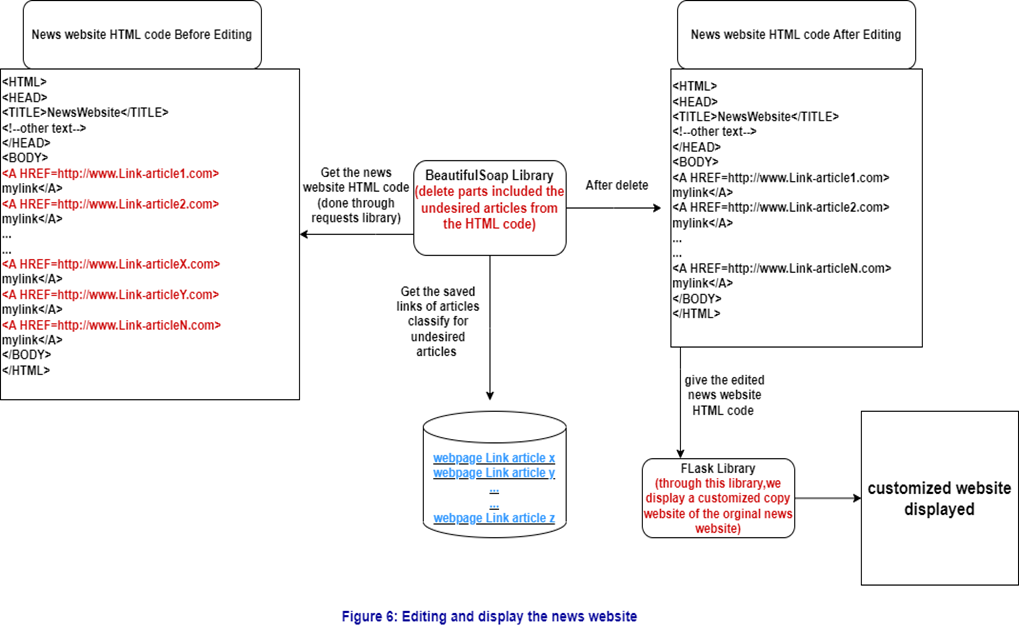 News website HTML code Before Editing
<HTML>
<HEAD>
<TITLE>NewsWebsite</TITLE>
<!--other text-->
</HEAD>
<BODY>
<A HREF=http://www.Link-article1.com>
mylink</A>
<A HREF=http://www.Link-article2.com>
mylink</A>
...
...
<A HREF=http://www.Link-articleX.com>
mylink</A>
<A HREF=http://www.Link-articleY.com>
mylink</A>
<A HREF=http://www.Link-articleN.com>
mylink</A>
</BODY>
</HTML>
Get the news
website HTML code
(done through
requests library)
BeautifulSoap Library
(delete parts included the
undesired articles from
the HTML code)
After delete
News website HTML code After Editing
<HTML>
<HEAD>
<TITLE>NewsWebsite</TITLE>
<!--other text-->
</HEAD>
<BODY>
<A HREF=http://www.Link-article1.com>
mylink</A>
<A HREF=http://www.Link-article2.com>
mylink</A>
...
...
<A HREF=http://www.Link-articleN.com>
mylink</A>
</BODY>
</HTML>
Get the saved
links of articles
classify for
undesired
articles
webpage Link article x
webpage Link article y
...
...
webpage Link article z
give the edited
news website
HTML code
FLask Library
(through this library,we
display a customized copy
website of the orginal news
website)
customized website
displayed
Figure 6: Editing and display the news website